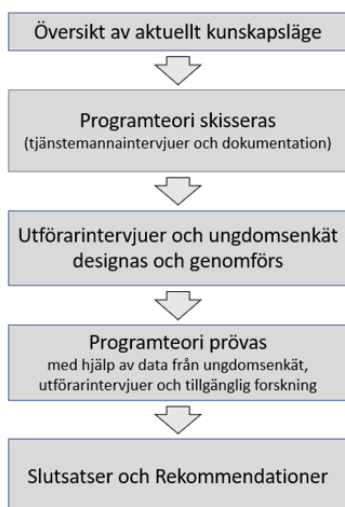 Översikt av aktuellt kunskapsläge
Programteori skisseras
(tjänstemannaintervjuer och dokumentation)
Utförarintervjuer och ungdomsenkät
designas och genomförs
Programteori prövas
med hjälp av data från ungdomsenkät,
utförarintervjuer och tillgänglig forskning
Slutsatser och Rekommendationer